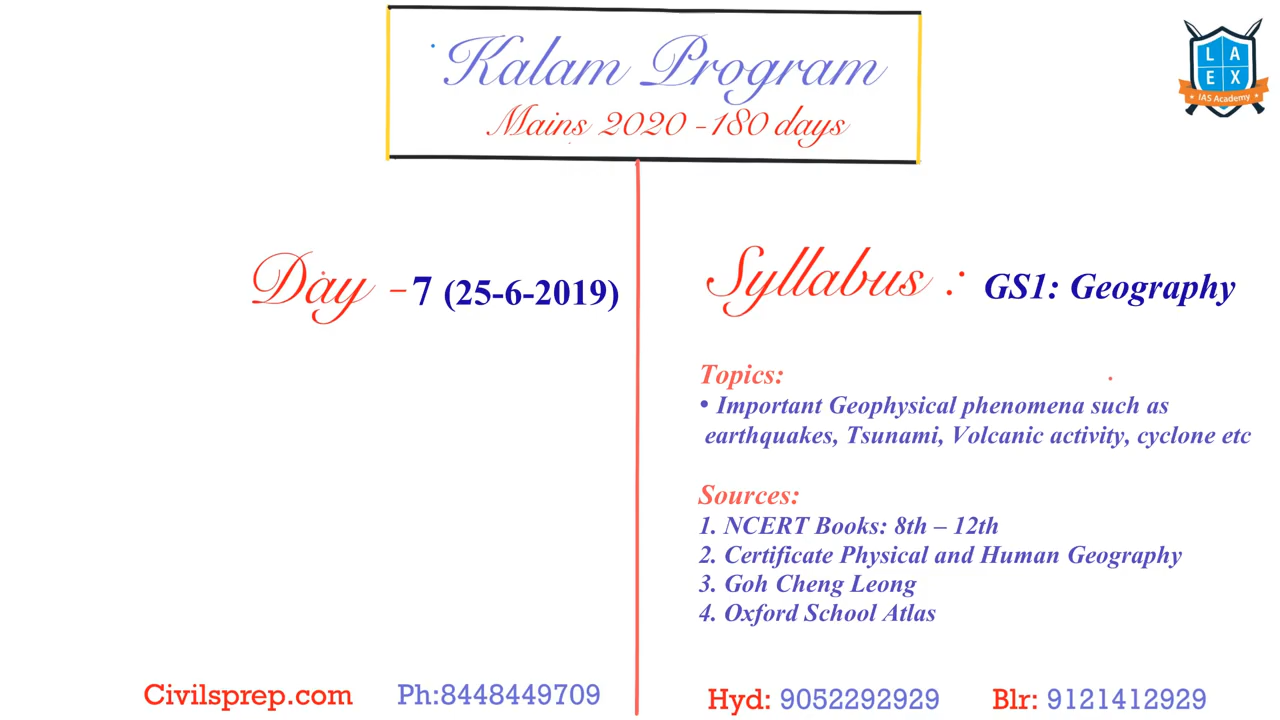 Kalam Program
Mains 2020 -180 days
L A
E X
IAS Academy
Day - 7 (25-6-2019)
Syllabus : GS1: Geography
Topics:
• Important Geophysical phenomena such as
earthquakes, Tsunami, Volcanic activity, cyclone etc
Sources:
1. NCERT Books: 8th – 12th
2. Certificate Physical and Human Geography
3. Goh Cheng Leong
4. Oxford School Atlas
Civilsprep.com Ph:8448449709
Hyd: 9052292929 Blr: 9121412929